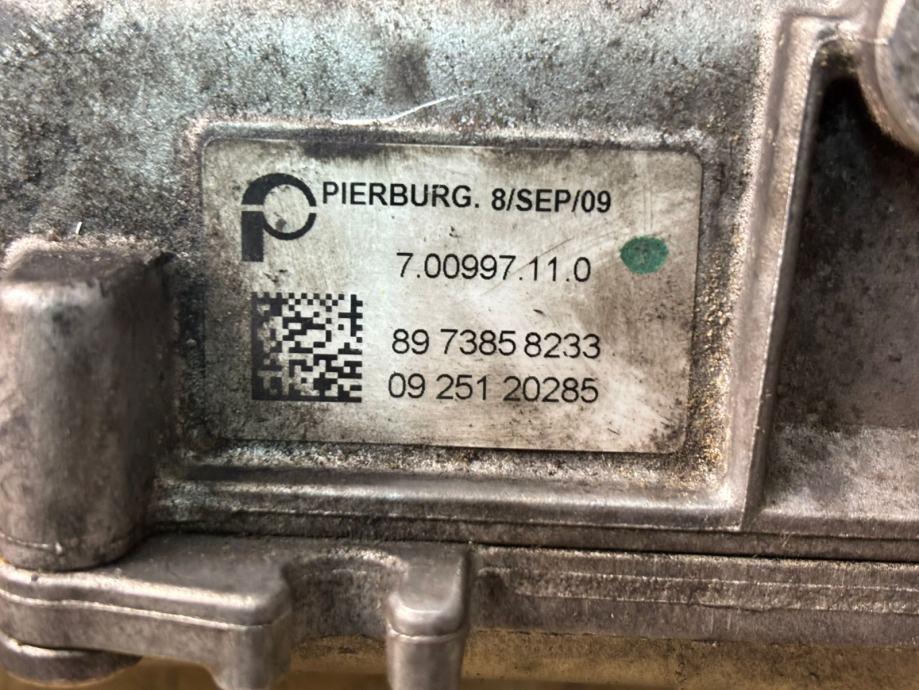 PIERBURG. 8/SEP/09
7.00997.11.0
89 7385 8233
09 251 20285